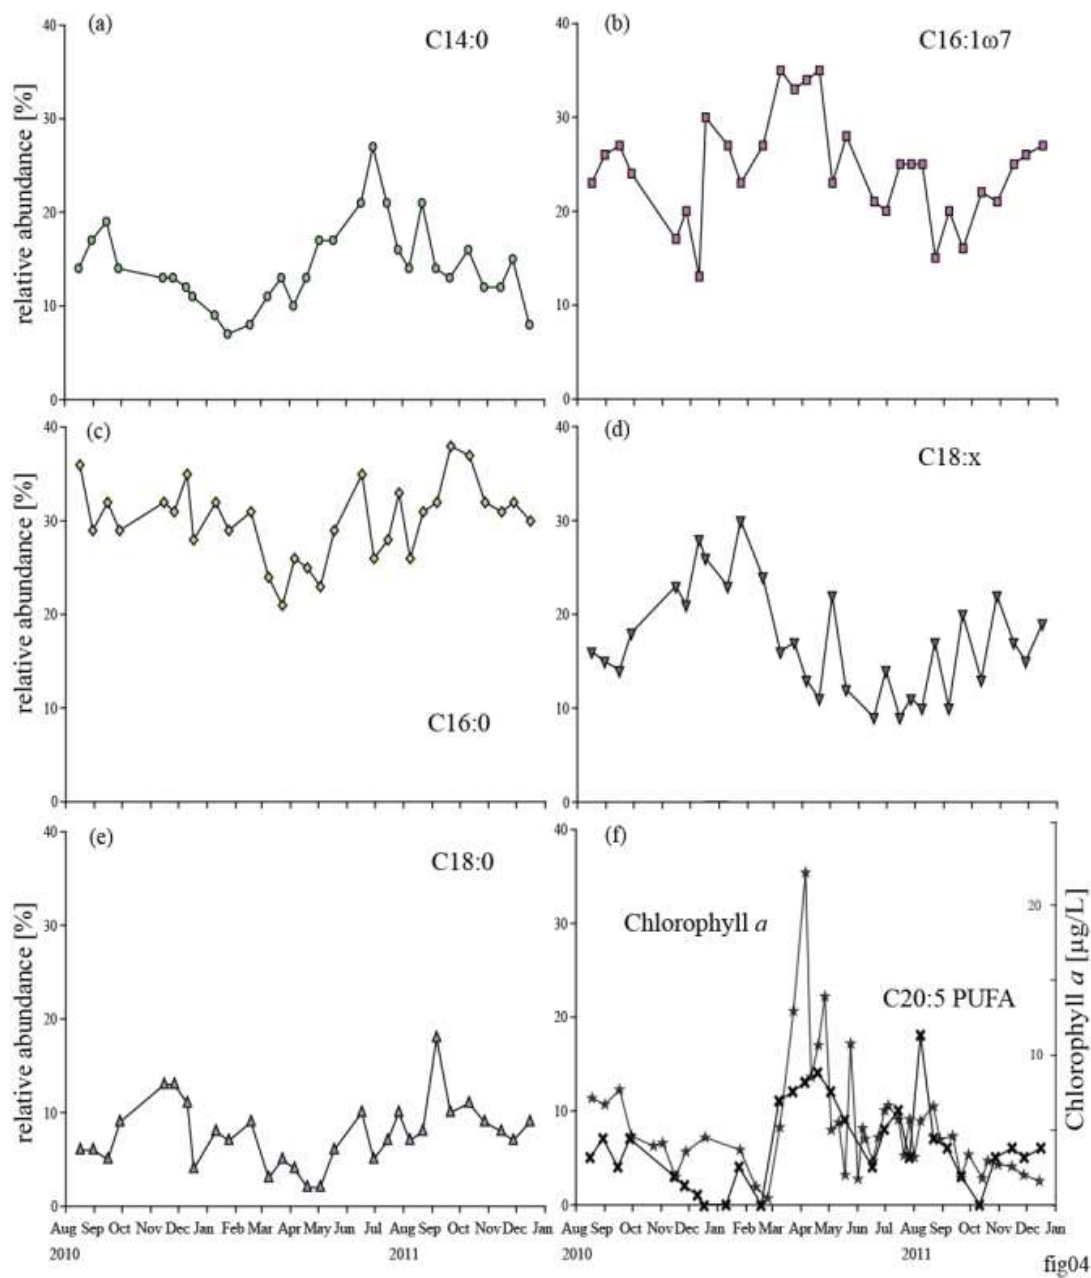 (a)
C14:0
relative abundance [%]
40
30
20
10
0
(b)
C16:1ω7
40
30
20
10
0
(c)
C16:0
relative abundance [%]
40
30
20
10
0
(d)
C18:x
40
30
20
10
0
(e)
C18:0
relative abundance [%]
40
30
20
10
0
Aug Sep Oct Nov Dec Jan Feb Mar Apr May Jun Jul Aug Sep Oct Nov Dec Jan
2010 2011
(f)
Chlorophyll a
C20:5 PUFA
40
30
20
10
0
20
10
Chlorophyll a [µg/L]
Aug Sep Oct Nov Dec Jan Feb Mar Apr May Jun Jul Aug Sep Oct Nov Dec Jan
2010 2011
fig04